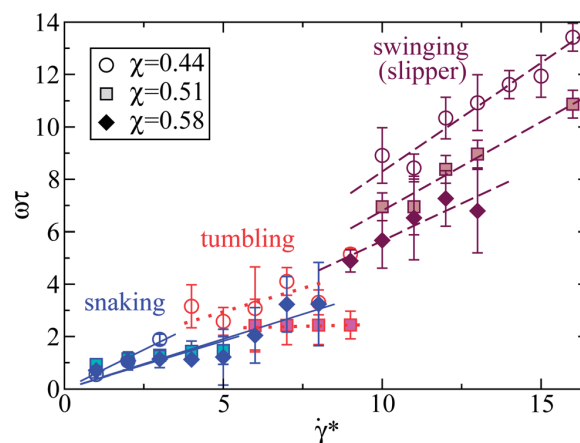 14
12
10
8
6
4
2
0
ωτ
χ=0.44
χ=0.51
χ=0.58
swinging
(slipper)
tumbling
snaking
0 5 10 15
γ̇*